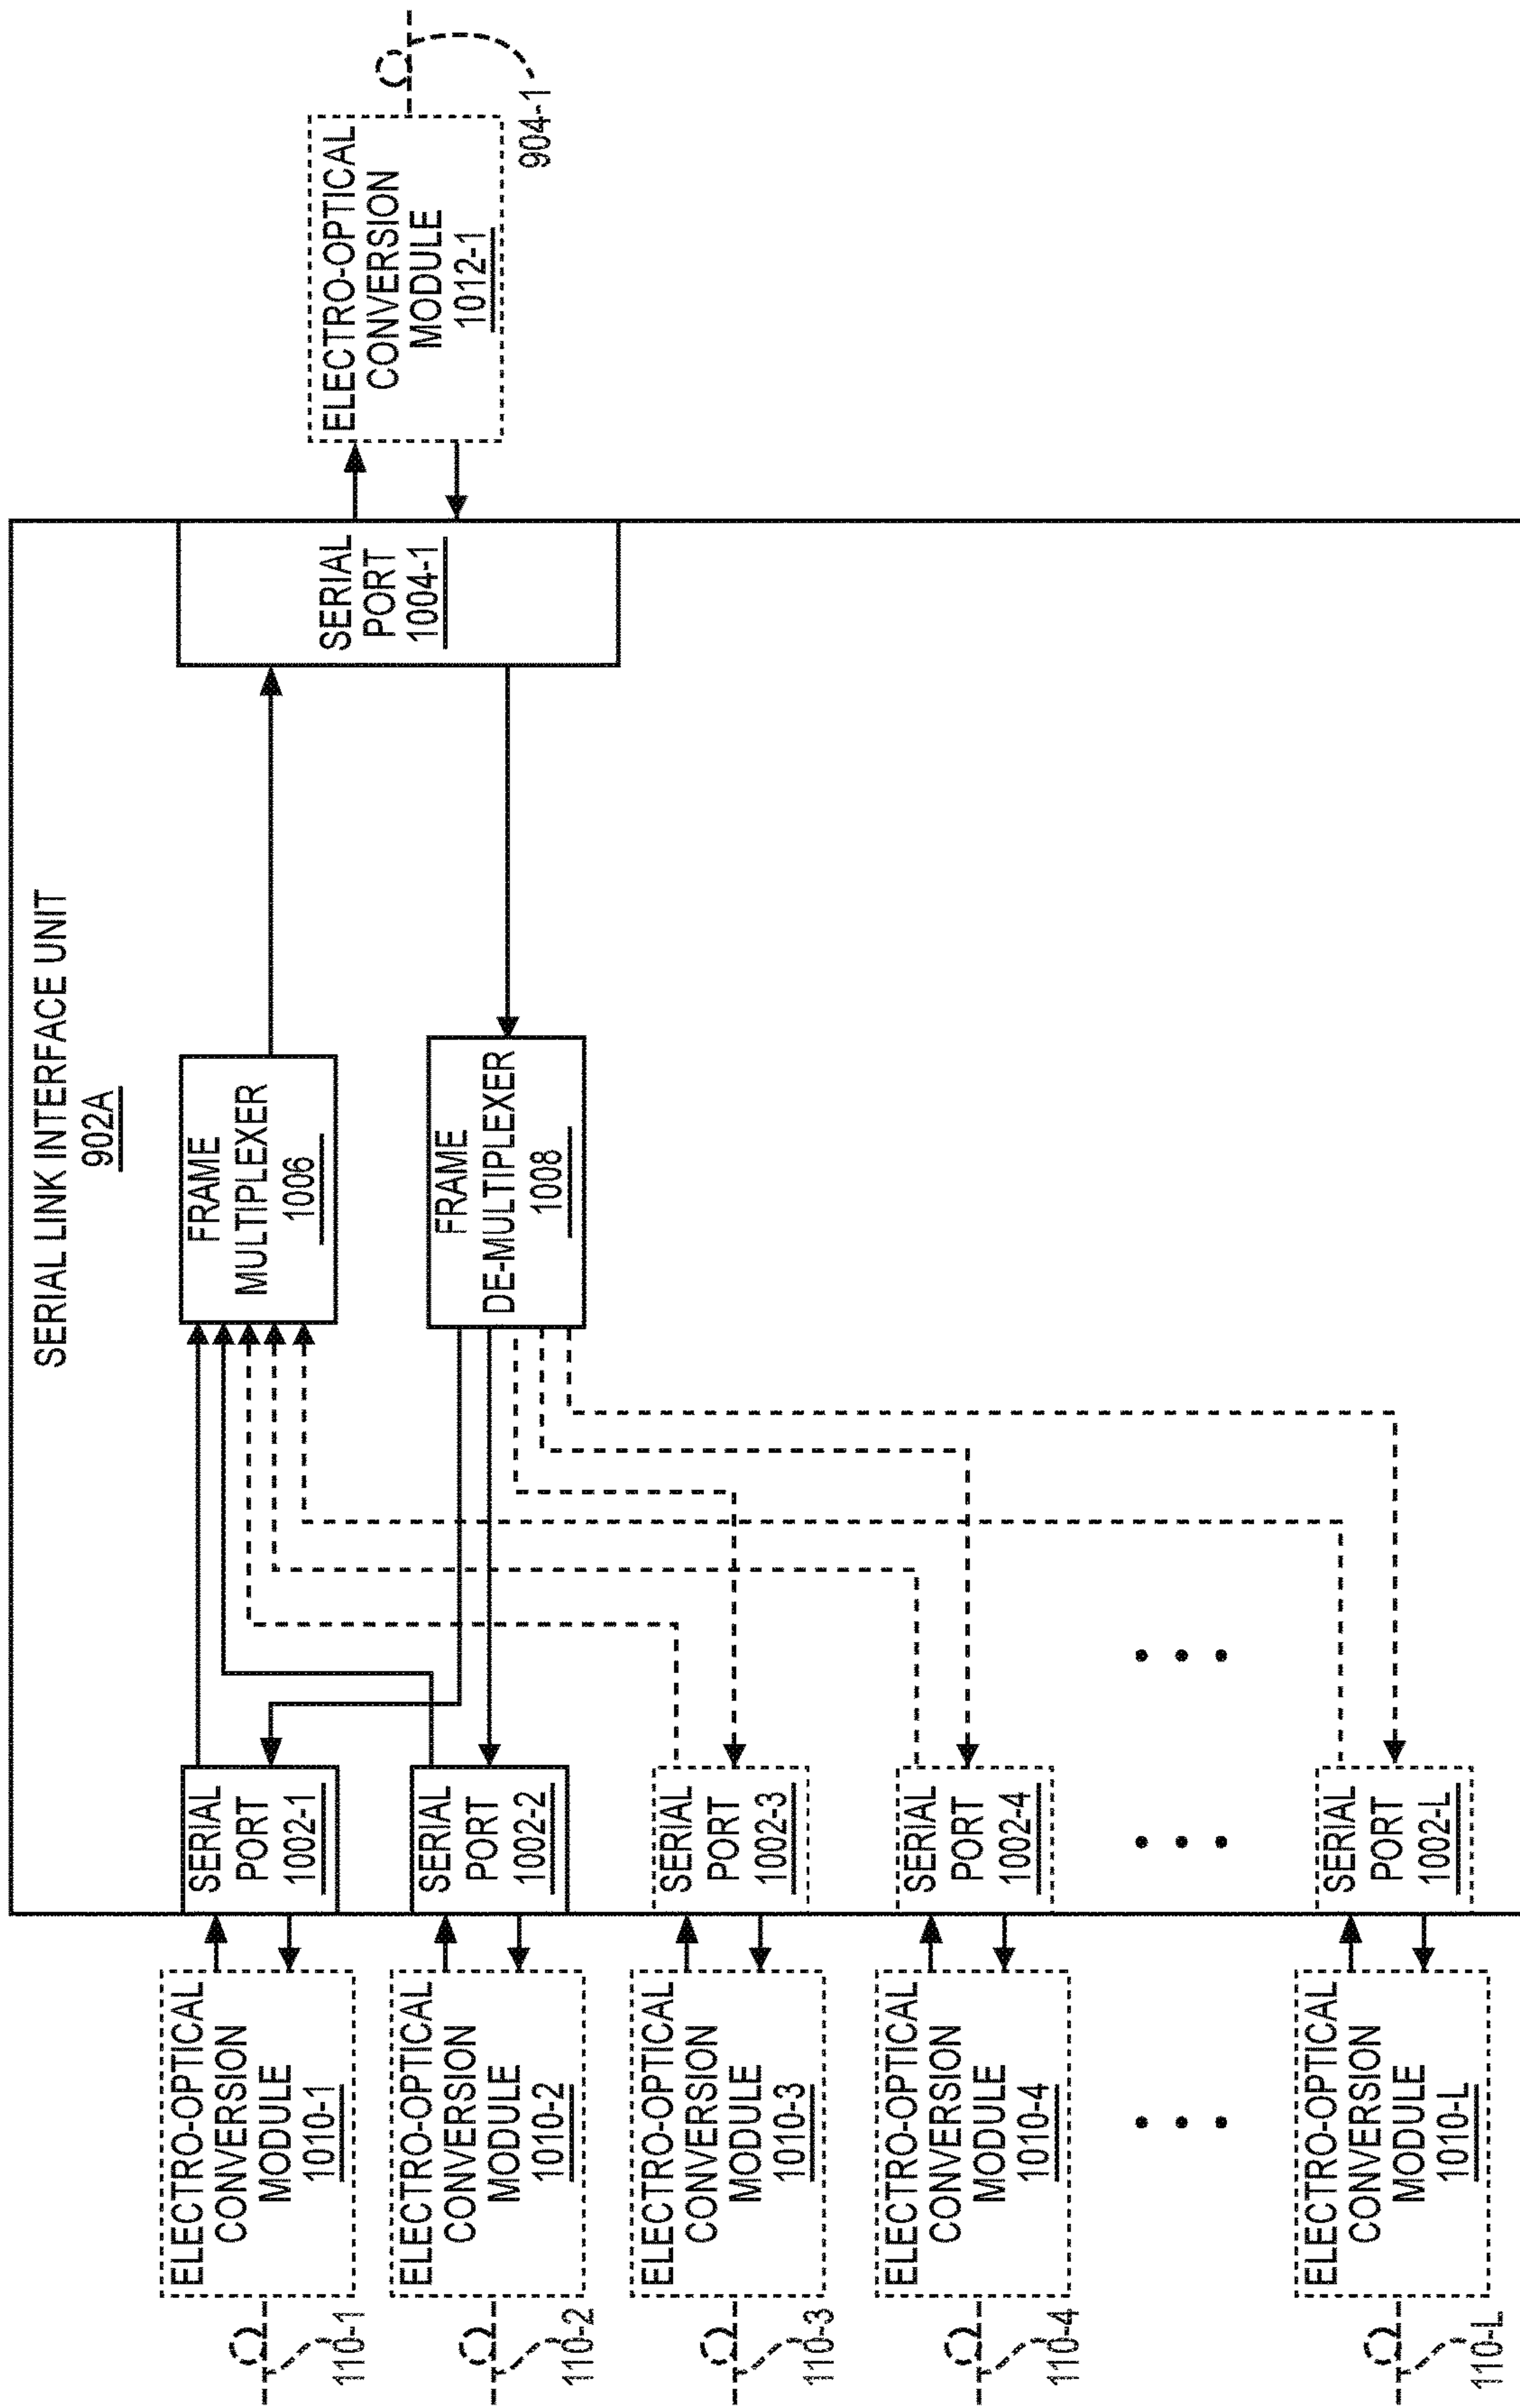 SERIAL LINK INTERFACE UNIT
902A
ELECTRO-OPTICAL
CONVERSION
MODULE
1010-1
110-1
SERIAL
PORT
1002-1
FRAME
MULTIPLEXER
1006
SERIAL
PORT
1004-1
ELECTRO-OPTICAL
CONVERSION
MODULE
1012-1
904-1
ELECTRO-OPTICAL
CONVERSION
MODULE
1010-2
110-2
SERIAL
PORT
1002-2
FRAME
DE-MULTIPLEXER
1008
ELECTRO-OPTICAL
CONVERSION
MODULE
1010-3
110-3
SERIAL
PORT
1002-3
ELECTRO-OPTICAL
CONVERSION
MODULE
1010-4
110-4
SERIAL
PORT
1002-4
ELECTRO-OPTICAL
CONVERSION
MODULE
1010-L
110-L
SERIAL
PORT
1002-L